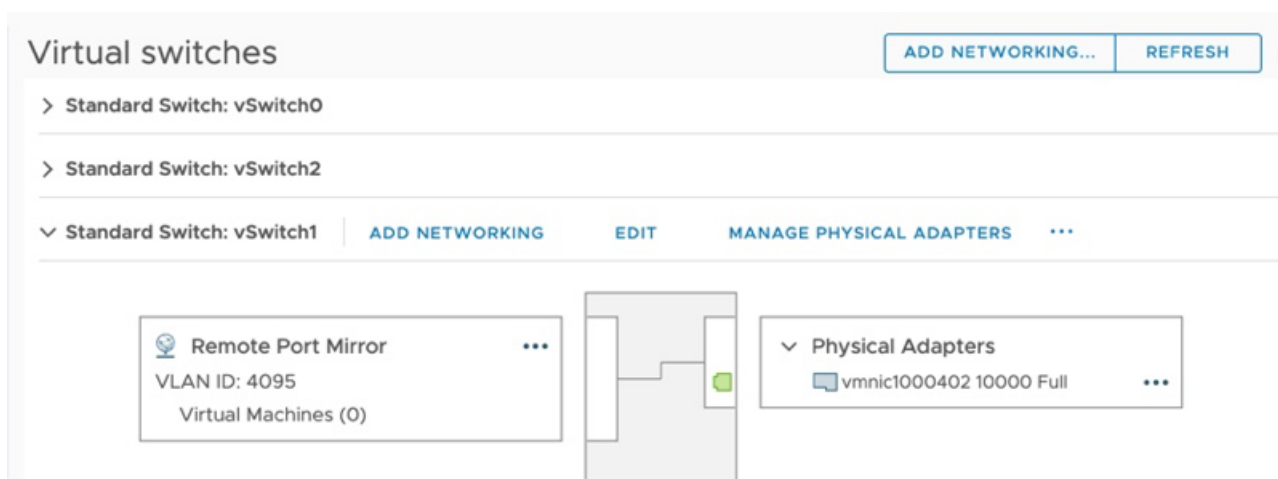 Virtual switches
ADD NETWORKING... REFRESH
Standard Switch: vSwitch0
Standard Switch: vSwitch2
Standard Switch: vSwitch1 ADD NETWORKING EDIT MANAGE PHYSICAL ADAPTERS ...
Remote Port Mirror ...
VLAN ID: 4095
Virtual Machines (0)
Physical Adapters
vmnic1000402 10000 Full ...